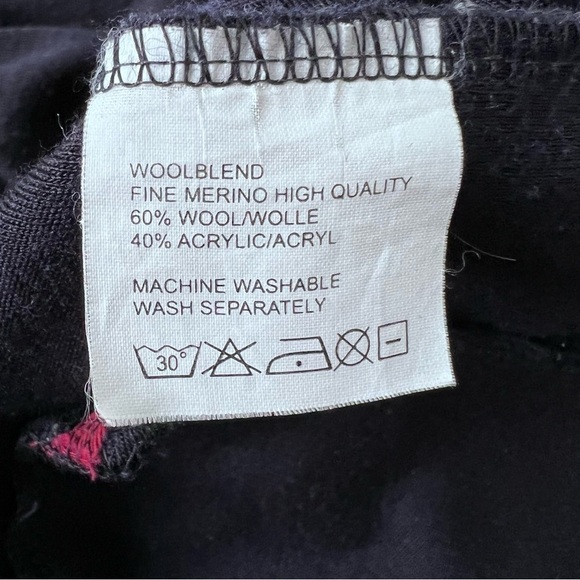 WOOLBLEND
FINE MERINO HIGH QUALITY
60% WOOL/WOLLE
40% ACRYLIC/ACRYL
MACHINE WASHABLE
WASH SEPARATELY
30°